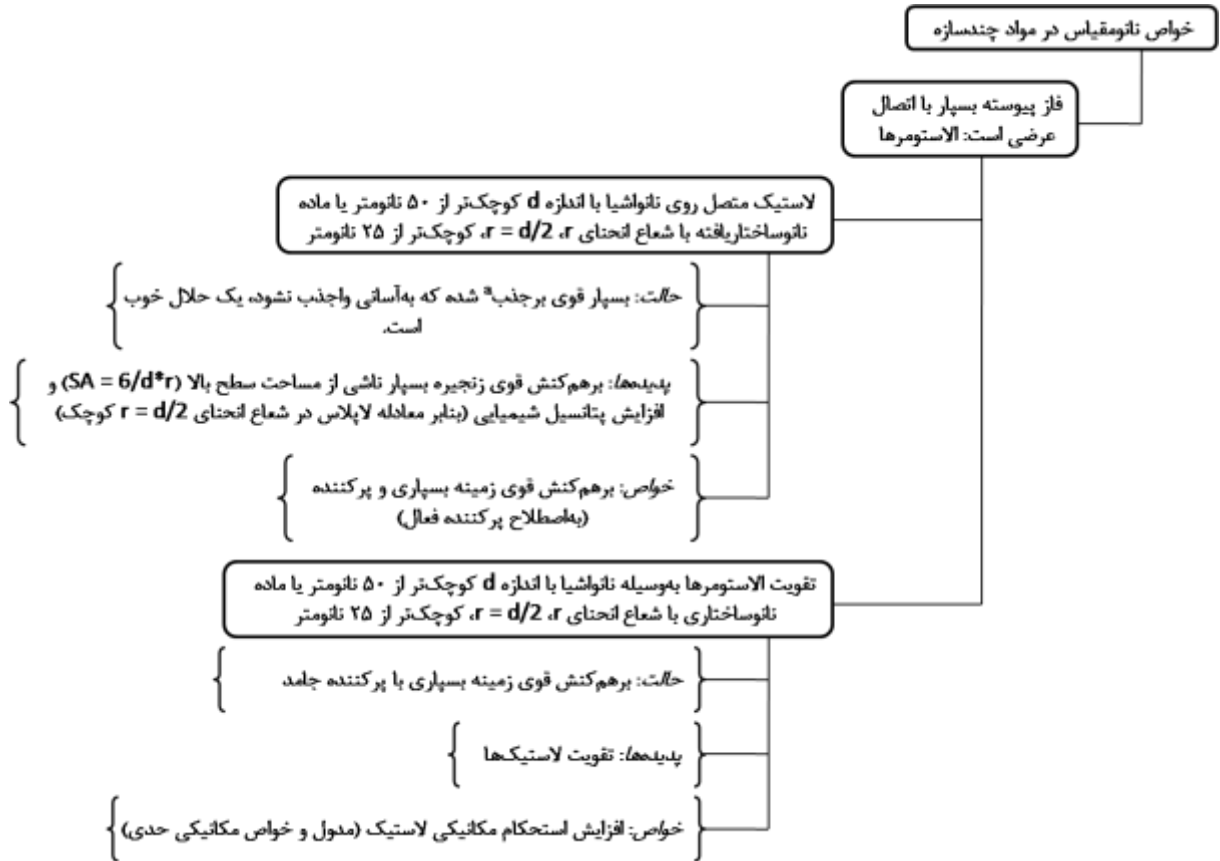 خواص نانومقیاس در مواد چندسازه
فاز پیوسته بسپار با اتصال
عرضی است: الاستومرها
لاستیک متصل روی نانواشیا با اندازه d کوچک‌تر از ۵۰ نانومتر یا ماده
نانوساختاریافته با شعاع انحنای r = d/2 ،r، کوچک‌تر از ۲۵ نانومتر
حالت: بسپار قوی برجذب<sup>a</sup> شده که به‌آسانی واجذب نشود، یک حلال خوب
است.
پدیده‌ها: برهم‌کنش قوی زنجیره بسپار ناشی از مساحت سطح بالا (SA = 6/d*r) و
افزایش پتانسیل شیمیایی (بنابر معادله لاپلاس در شعاع انحنای r = d/2 کوچک)
خواص: برهم‌کنش قوی زمینه بسپاری و پرکننده
(به‌اصطلاح پرکننده فعال)
تقویت الاستومرها به‌وسیله نانواشیا با اندازه d کوچک‌تر از ۵۰ نانومتر یا ماده
نانوساختاری با شعاع انحنای r = d/2 ،r، کوچک‌تر از ۲۵ نانومتر
حالت: برهم‌کنش قوی زمینه بسپاری با پرکننده جامد
پدیده‌ها: تقویت لاستیک‌ها
خواص: افزایش استحکام مکانیکی لاستیک (مدول و خواص مکانیکی حدی)